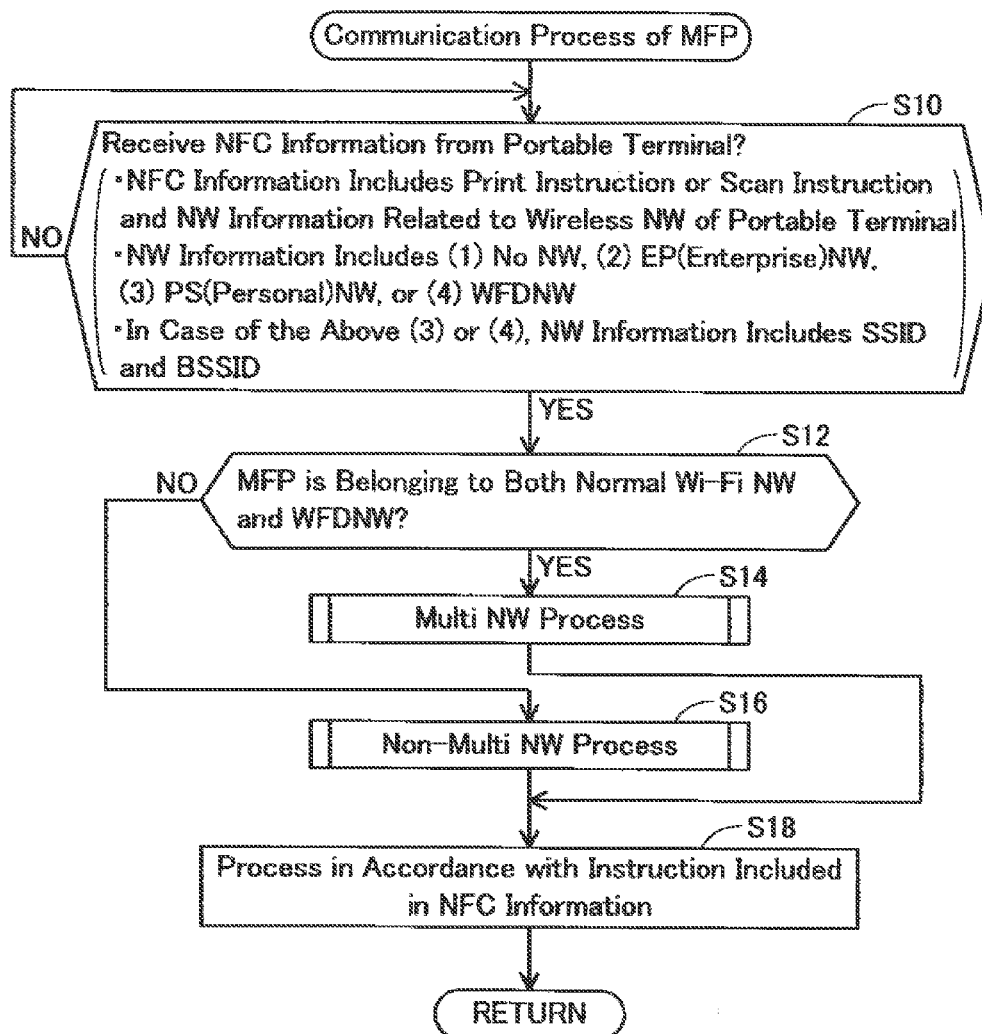 Communication Process of MFP
S10
Receive NFC Information from Portable Terminal?
・NFC Information Includes Print Instruction or Scan Instruction
and NW Information Related to Wireless NW of Portable Terminal
NO
・NW Information Includes (1) No NW, (2) EP(Enterprise)NW,
(3) PS(Personal)NW, or (4) WFDNW
・In Case of the Above (3) or (4), NW Information Includes SSID
and BSSID
YES
S12
NO
MFP is Belonging to Both Normal Wi-Fi NW
and WFDNW?
YES
S14
Multi NW Process
S16
Non-Multi NW Process
S18
Process in Accordance with Instruction Included
in NFC Information
RETURN